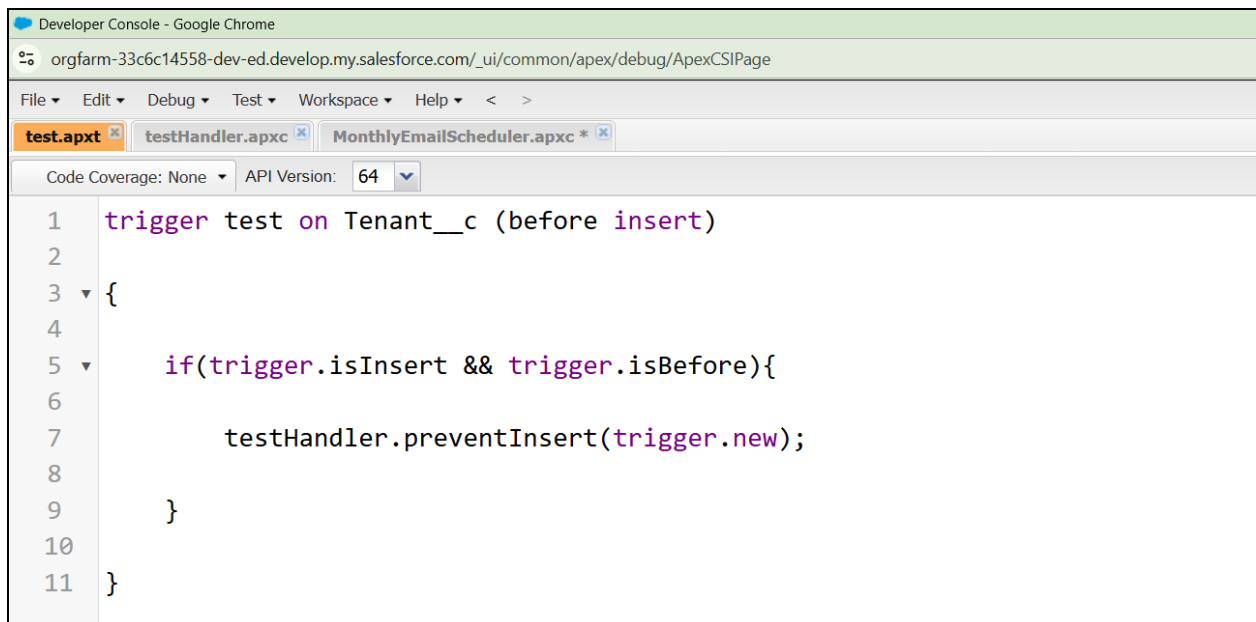 Developer Console - Google Chrome
orgfarm-33c6c14558-dev-ed.develop.my.salesforce.com/_ui/common/apex/debug/ApexCSIPage
File Edit Debug Test Workspace Help < >
test.apxt testHandler.apxc MonthlyEmailScheduler.apxc *
Code Coverage: None API Version: 64
1 trigger test on Tenant__c (before insert)
2
3 {
4
5     if(trigger.isInsert && trigger.isBefore){
6
7         testHandler.preventInsert(trigger.new);
8
9     }
10
11 }